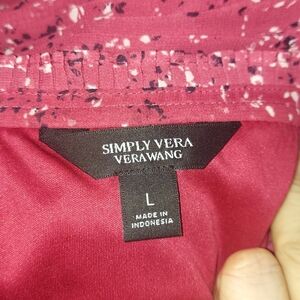 SIMPLY VERA
VERAWANG
L
MADE IN
INDONESIA